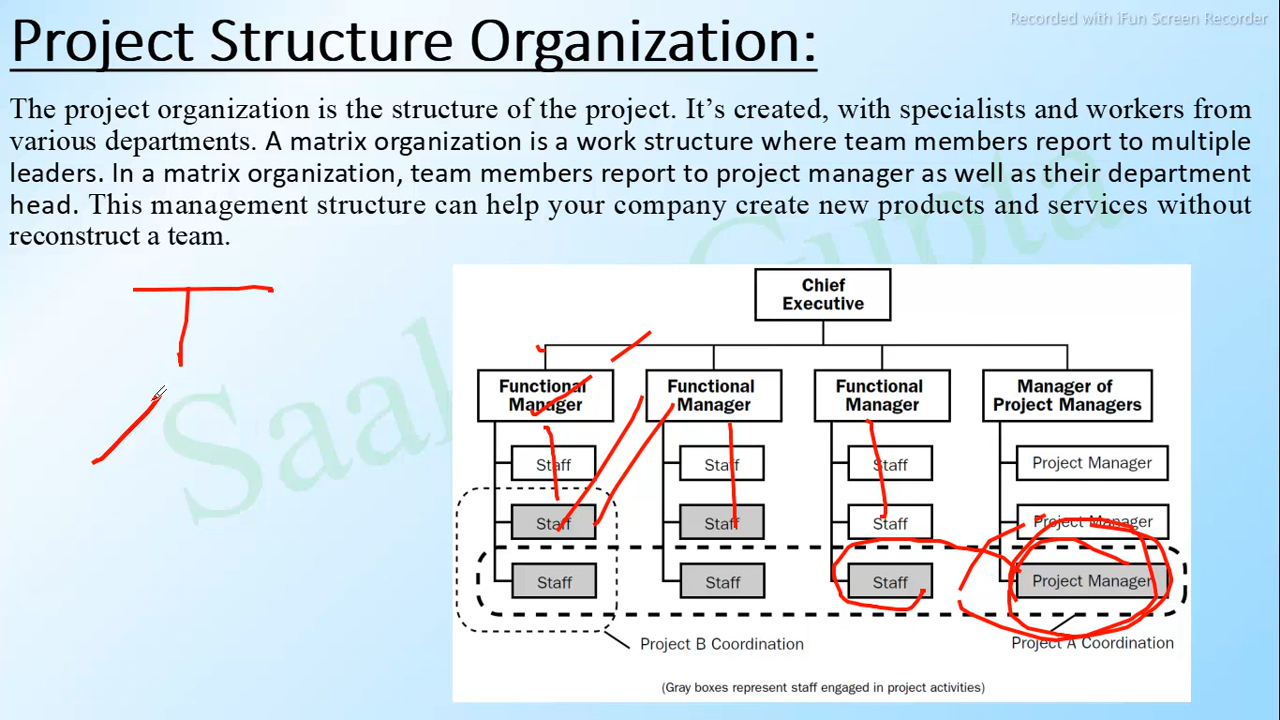 Recorded with iFun Screen Recorder
Project Structure Organization:
The project organization is the structure of the project. It’s created, with specialists and workers from
various departments. A matrix organization is a work structure where team members report to multiple
leaders. In a matrix organization, team members report to project manager as well as their department
head. This management structure can help your company create new products and services without
reconstruct a team.
Chief
Executive
Functional
Manager
Functional
Manager
Functional
Manager
Manager of
Project Managers
Staff
Staff
Staff
Project Manager
Staff
Staff
Staff
Project Manager
Staff
Staff
Staff
Project Manager
Project B Coordination
Project A Coordination
(Gray boxes represent staff engaged in project activities)
Gupta